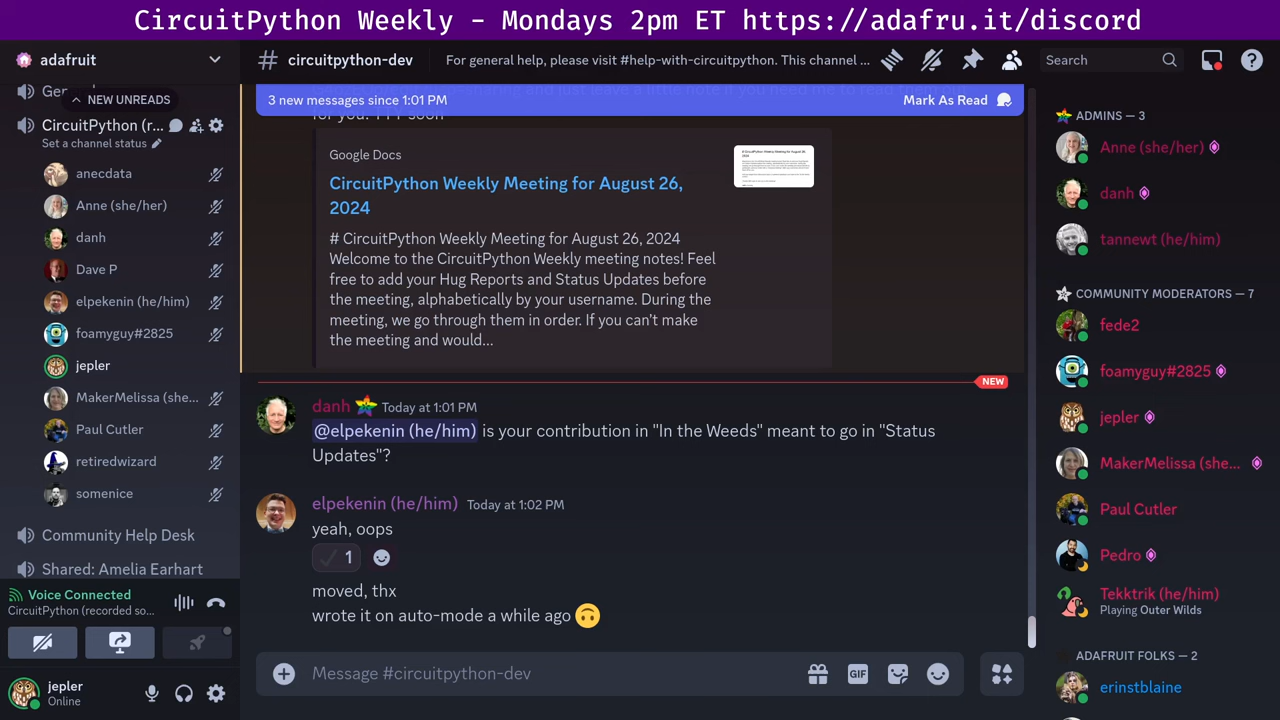 CircuitPython Weekly - Mondays 2pm ET https://adafru.it/discord
adafruit
NEW UNREADS
CircuitPython (r...
Set a channel status
Anne (she/her)
danh
Dave P
elpekenin (he/him)
foamyguy#2825
jepler
MakerMelissa (she...
Paul Cutler
retiredwizard
somenice
Community Help Desk
Shared: Amelia Earhart
Voice Connected
CircuitPython (recorded so...
jepler
Online
# circuitpython-dev
For general help, please visit #help-with-circuitpython. This channel ...
Search
3 new messages since 1:01 PM
Mark As Read
Google Docs
CircuitPython Weekly Meeting for August 26,
2024
# CircuitPython Weekly Meeting for August 26, 2024
Welcome to the CircuitPython Weekly meeting notes! Feel
free to add your Hug Reports and Status Updates before
the meeting, alphabetically by your username. During the
meeting, we go through them in order. If you can't make
the meeting and would...
NEW
danh Today at 1:01 PM
@elpekenin (he/him) is your contribution in "In the Weeds" meant to go in "Status
Updates"?
elpekenin (he/him) Today at 1:02 PM
yeah, oops
1
moved, thx
wrote it on auto-mode a while ago
Message #circuitpython-dev
GIF
ADMINS — 3
Anne (she/her)
danh
tannewt (he/him)
COMMUNITY MODERATORS — 7
fede2
foamyguy#2825
jepler
MakerMelissa (she...
Paul Cutler
Pedro
Tekktrik (he/him)
Playing Outer Wilds
ADAFRUIT FOLKS — 2
erinstblaine